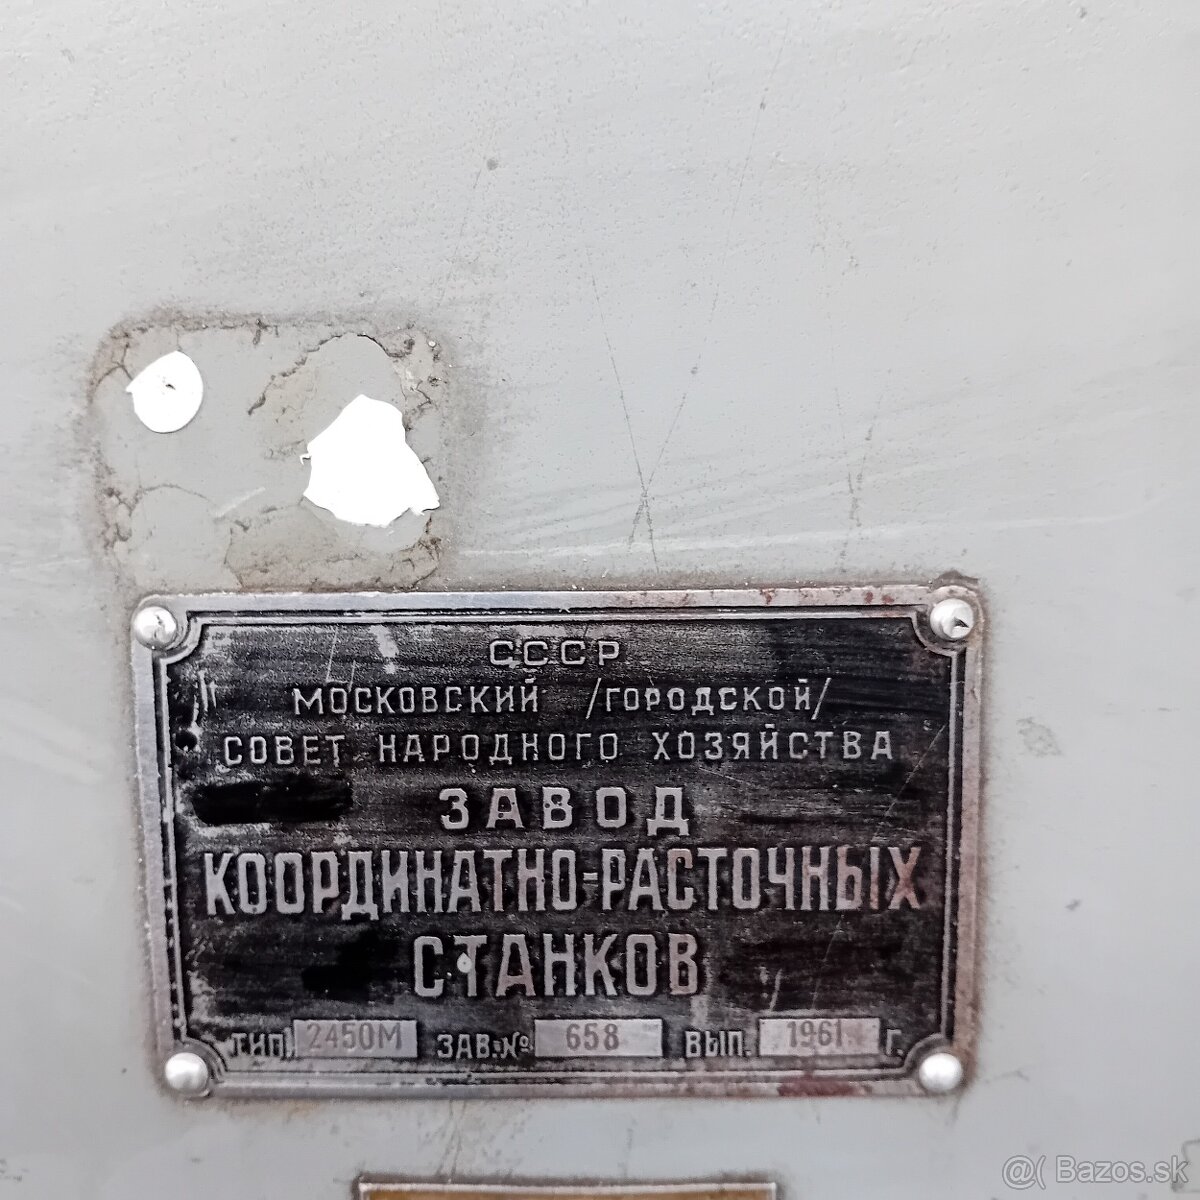 СССР
МОСКОВСКИЙ /ГОРОДСКОЙ/
СОВЕТ НАРОДНОГО ХОЗЯЙСТВА
ЗАВОД
КООРДИНАТНО-РАСТОЧНЫХ
СТАНКОВ
ТИП 2450М ЗАВ.№ 658 ВЫП. 1961 Г.
@( Bazos.sk